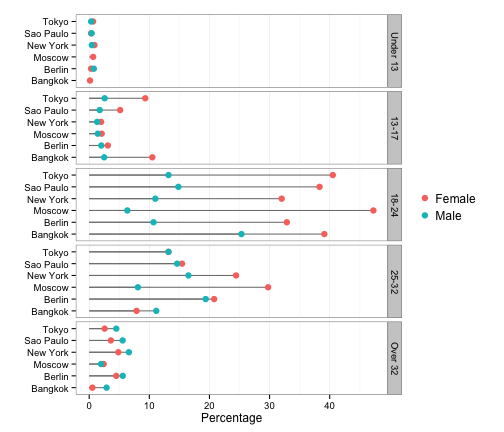 Tokyo
Sao Paulo
New York
Moscow
Berlin
Bangkok
Under 13
Tokyo
Sao Paulo
New York
Moscow
Berlin
Bangkok
13-17
Tokyo
Sao Paulo
New York
Moscow
Berlin
Bangkok
18-24
Tokyo
Sao Paulo
New York
Moscow
Berlin
Bangkok
25-32
Tokyo
Sao Paulo
New York
Moscow
Berlin
Bangkok
Over 32
0 10 20 30 40
Percentage
Female
Male